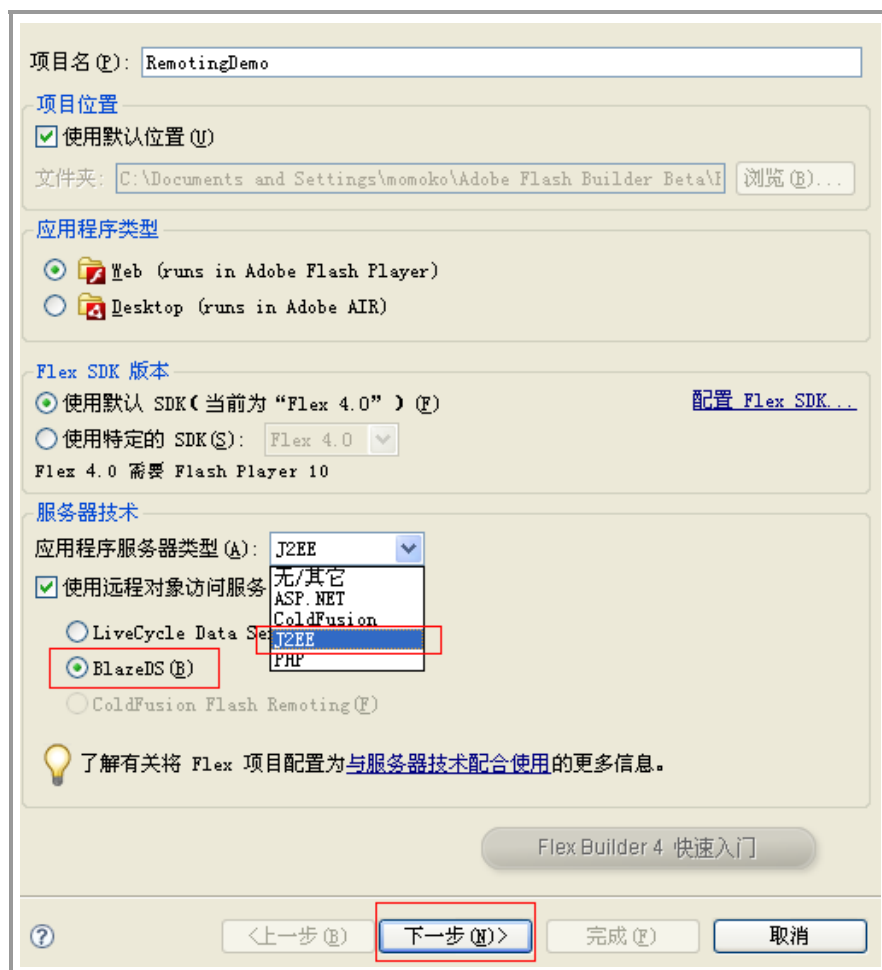 项目名(P): RemotingDemo
项目位置
使用默认位置(U)
文件夹: C:\Documents and Settings\momoko\Adobe Flash Builder Beta\ 浏览(B)...
应用程序类型
Web (runs in Adobe Flash Player)
Desktop (runs in Adobe AIR)
Flex SDK 版本
使用默认 SDK(当前为“Flex 4.0”)(F) 配置 Flex SDK...
使用特定的 SDK(S): Flex 4.0
Flex 4.0 需要 Flash Player 10
服务器技术
应用程序服务器类型(A): J2EE
无/其它
使用远程对象访问服务
ASP.NET
ColdFusion
LiveCycle Data Se
J2EE
PHP
BlazeDS(B)
ColdFusion Flash Remoting(F)
了解有关将 Flex 项目配置为与服务器技术配合使用的更多信息。
Flex Builder 4 快速入门
<上一步(B) 下一步(N)> 完成(F) 取消